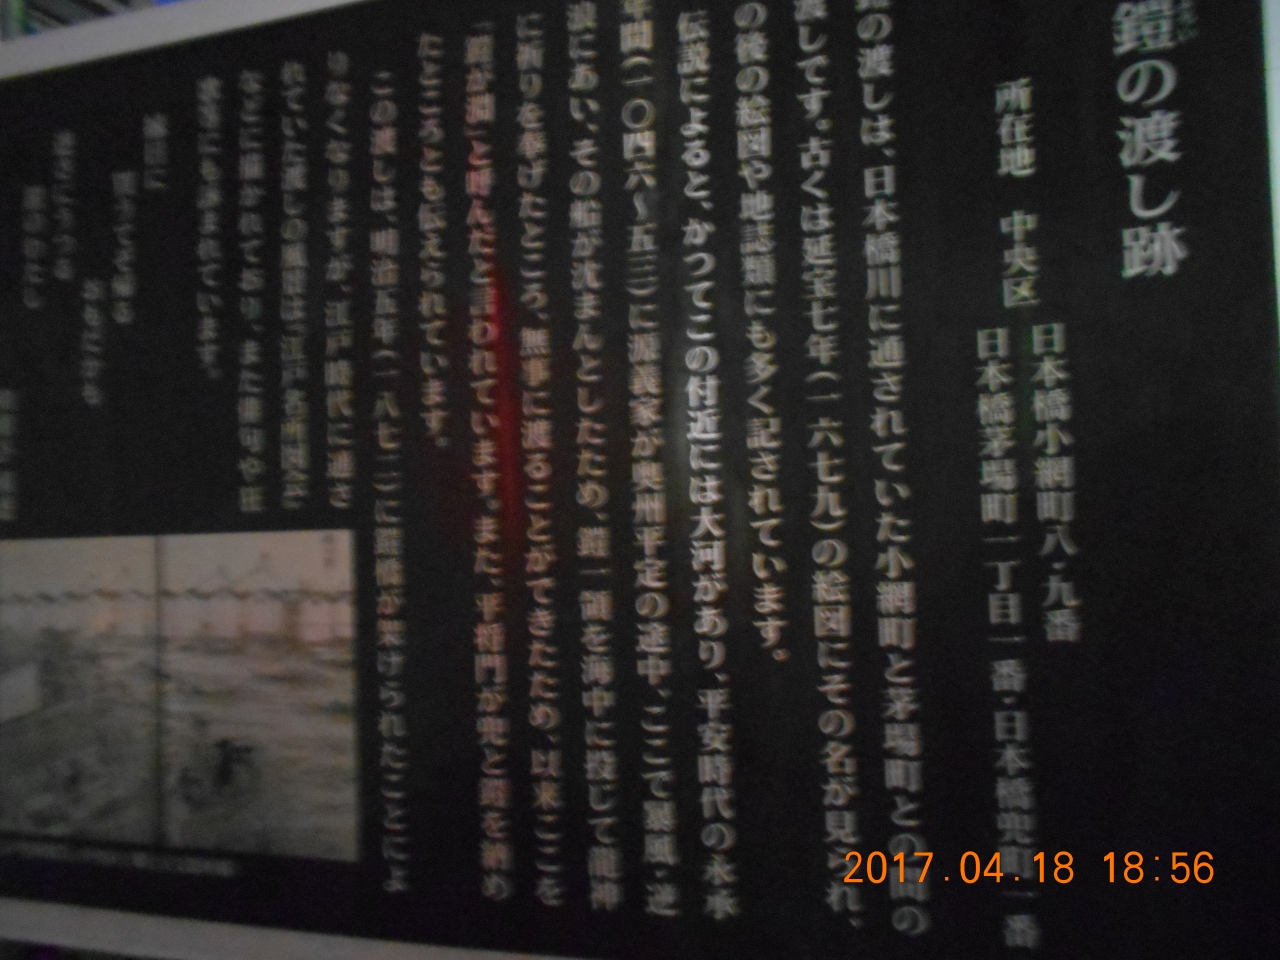 鎧の渡し跡
所在地 中央区
日本橋小網町八・九番
日本橋茅場町一丁目一番・日本橋兜町一番
の渡しは、日本橋川に通されていた小網町と茅場町との間の
渡しです。古くは延宝七年(一六七九)の絵図にその名が見られ、
の後の絵図や地誌類にも多く記されています。
伝説によると、かつてこの付近には大河があり、平安時代の永承
年間(一〇四六〜五三)に源義家が奥州平定の途中、ここで暴風・逆
浪にあい、その船が沈まんとしたため、鎧一領を海中に投じて龍神
に祈りを奉げたところ、無事に渡ることができたため、以来ここを
「鎧が淵」と呼んだと言われています。また、平将門が兜と鎧を納め
たところとも伝えられています。
この渡しは、明治五年(一八七二)に鎧橋が架けられたことによ
りなくなりますが、江戸時代に通さ
れていた渡しの風景は『江戸名所図会』
などに描かれており、また俳句や狂
歌等にも詠まれています。
2017.04.18 18:56